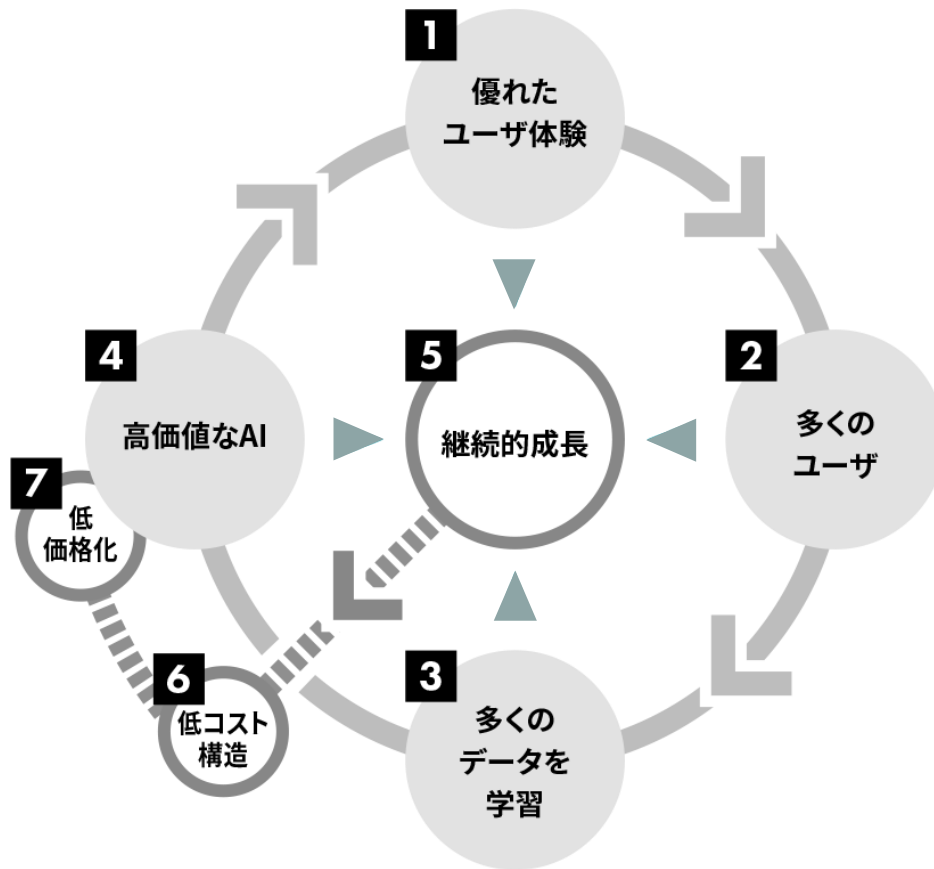 1
優れた
ユーザ体験
2
多くの
ユーザ
3
多くの
データを
学習
4
高価値なAI
5
継続的成長
6
低コスト
構造
7
低
価格化